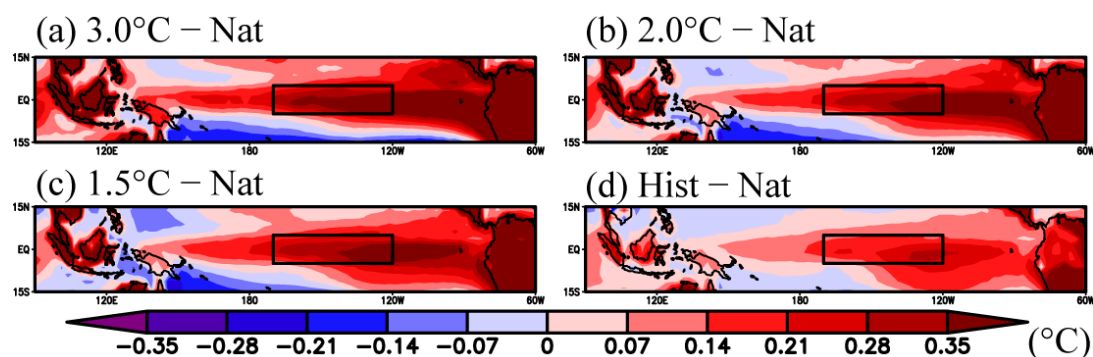 (a) 3.0°C − Nat
(b) 2.0°C − Nat
15N
EQ
15S
120E 180 120W 60W
15N
EQ
15S
120E 180 120W 60W
(c) 1.5°C − Nat
(d) Hist − Nat
15N
EQ
15S
120E 180 120W 60W
15N
EQ
15S
120E 180 120W 60W
−0.35 −0.28 −0.21 −0.14 −0.07 0 0.07 0.14 0.21 0.28 0.35 (°C)